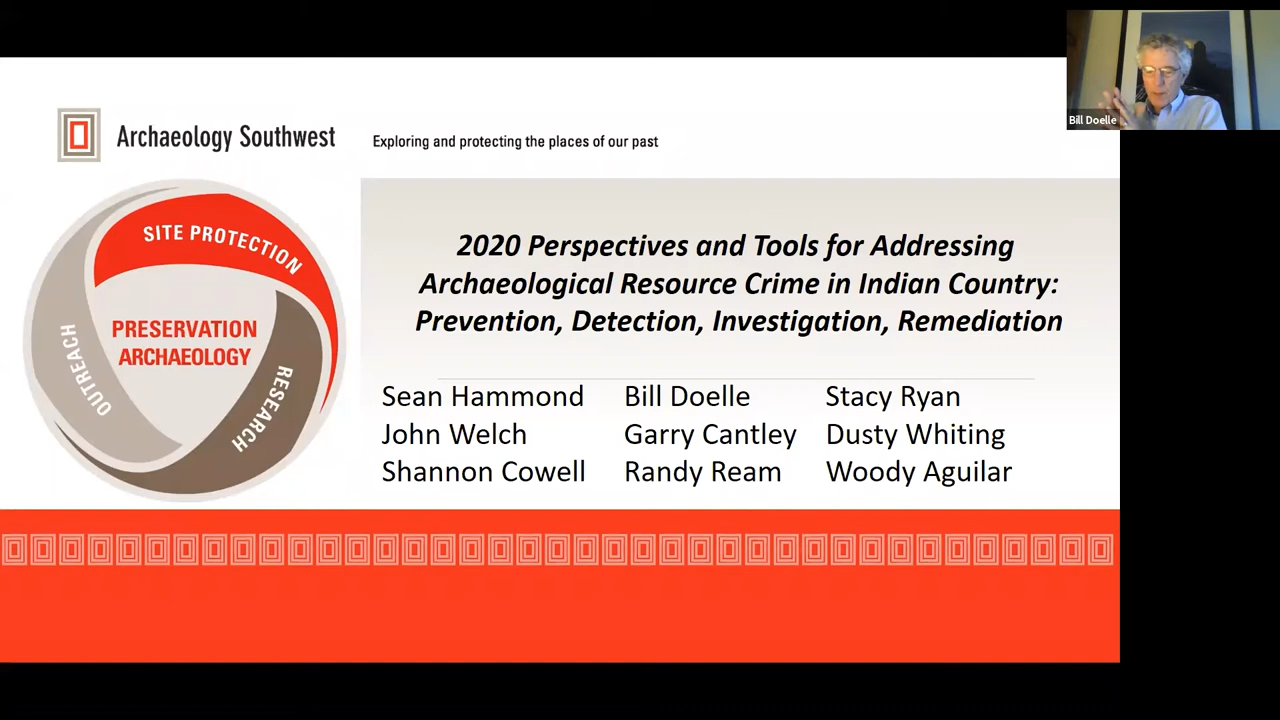 Bill Doelle
Archaeology Southwest
Exploring and protecting the places of our past
SITE PROTECTION
PRESERVATION
ARCHAEOLOGY
OUTREACH
RESEARCH
2020 Perspectives and Tools for Addressing
Archaeological Resource Crime in Indian Country:
Prevention, Detection, Investigation, Remediation
Sean Hammond Bill Doelle Stacy Ryan
John Welch Garry Cantley Dusty Whiting
Shannon Cowell Randy Ream Woody Aguilar